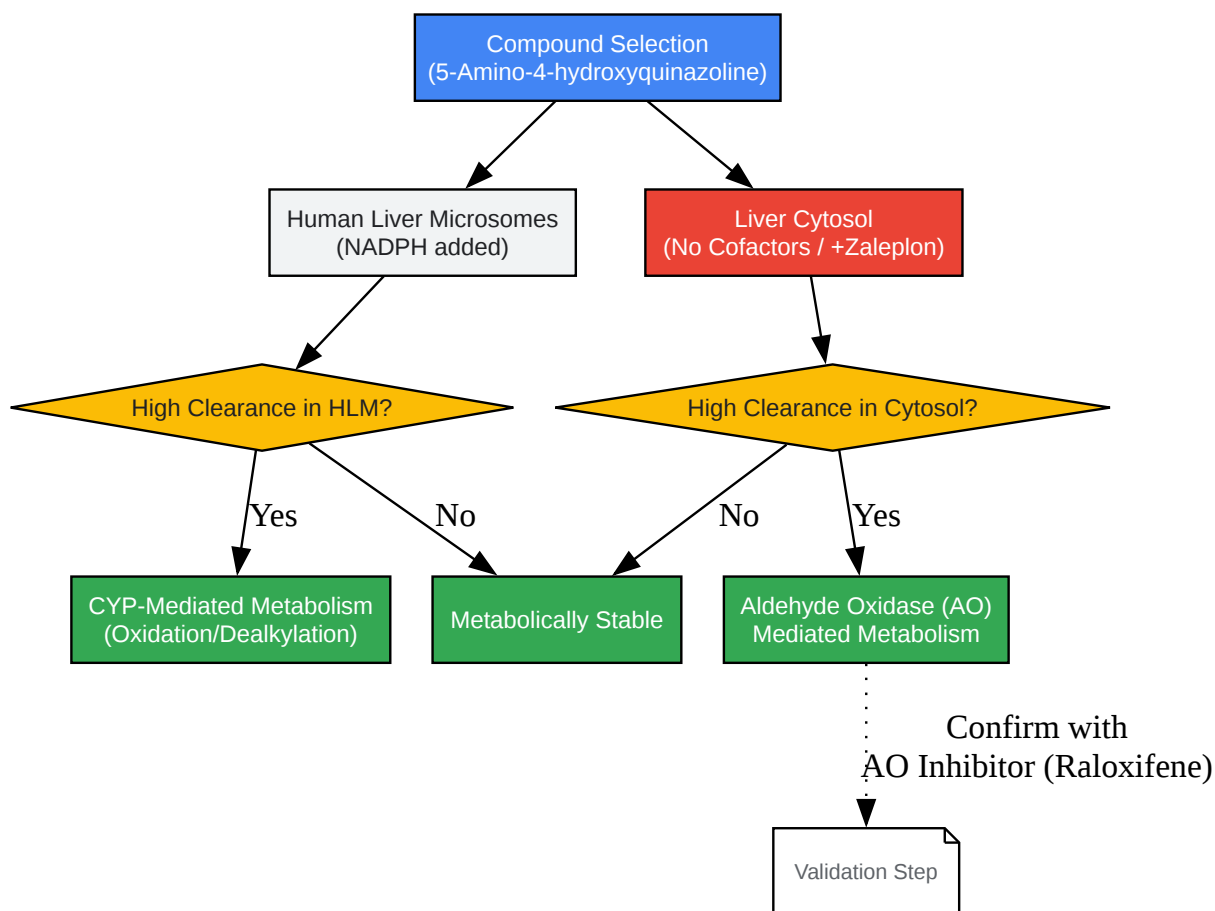 Compound Selection
(5-Amino-4-hydroxyquinazoline)
Human Liver Microsomes
(NADPH added)
Liver Cytosol
(No Cofactors / +Zaleplon)
High Clearance in HLM?
High Clearance in Cytosol?
Yes
No
No
Yes
CYP-Mediated Metabolism
(Oxidation/Dealkylation)
Metabolically Stable
Aldehyde Oxidase (AO)
Mediated Metabolism
Confirm with
AO Inhibitor (Raloxifene)
Validation Step